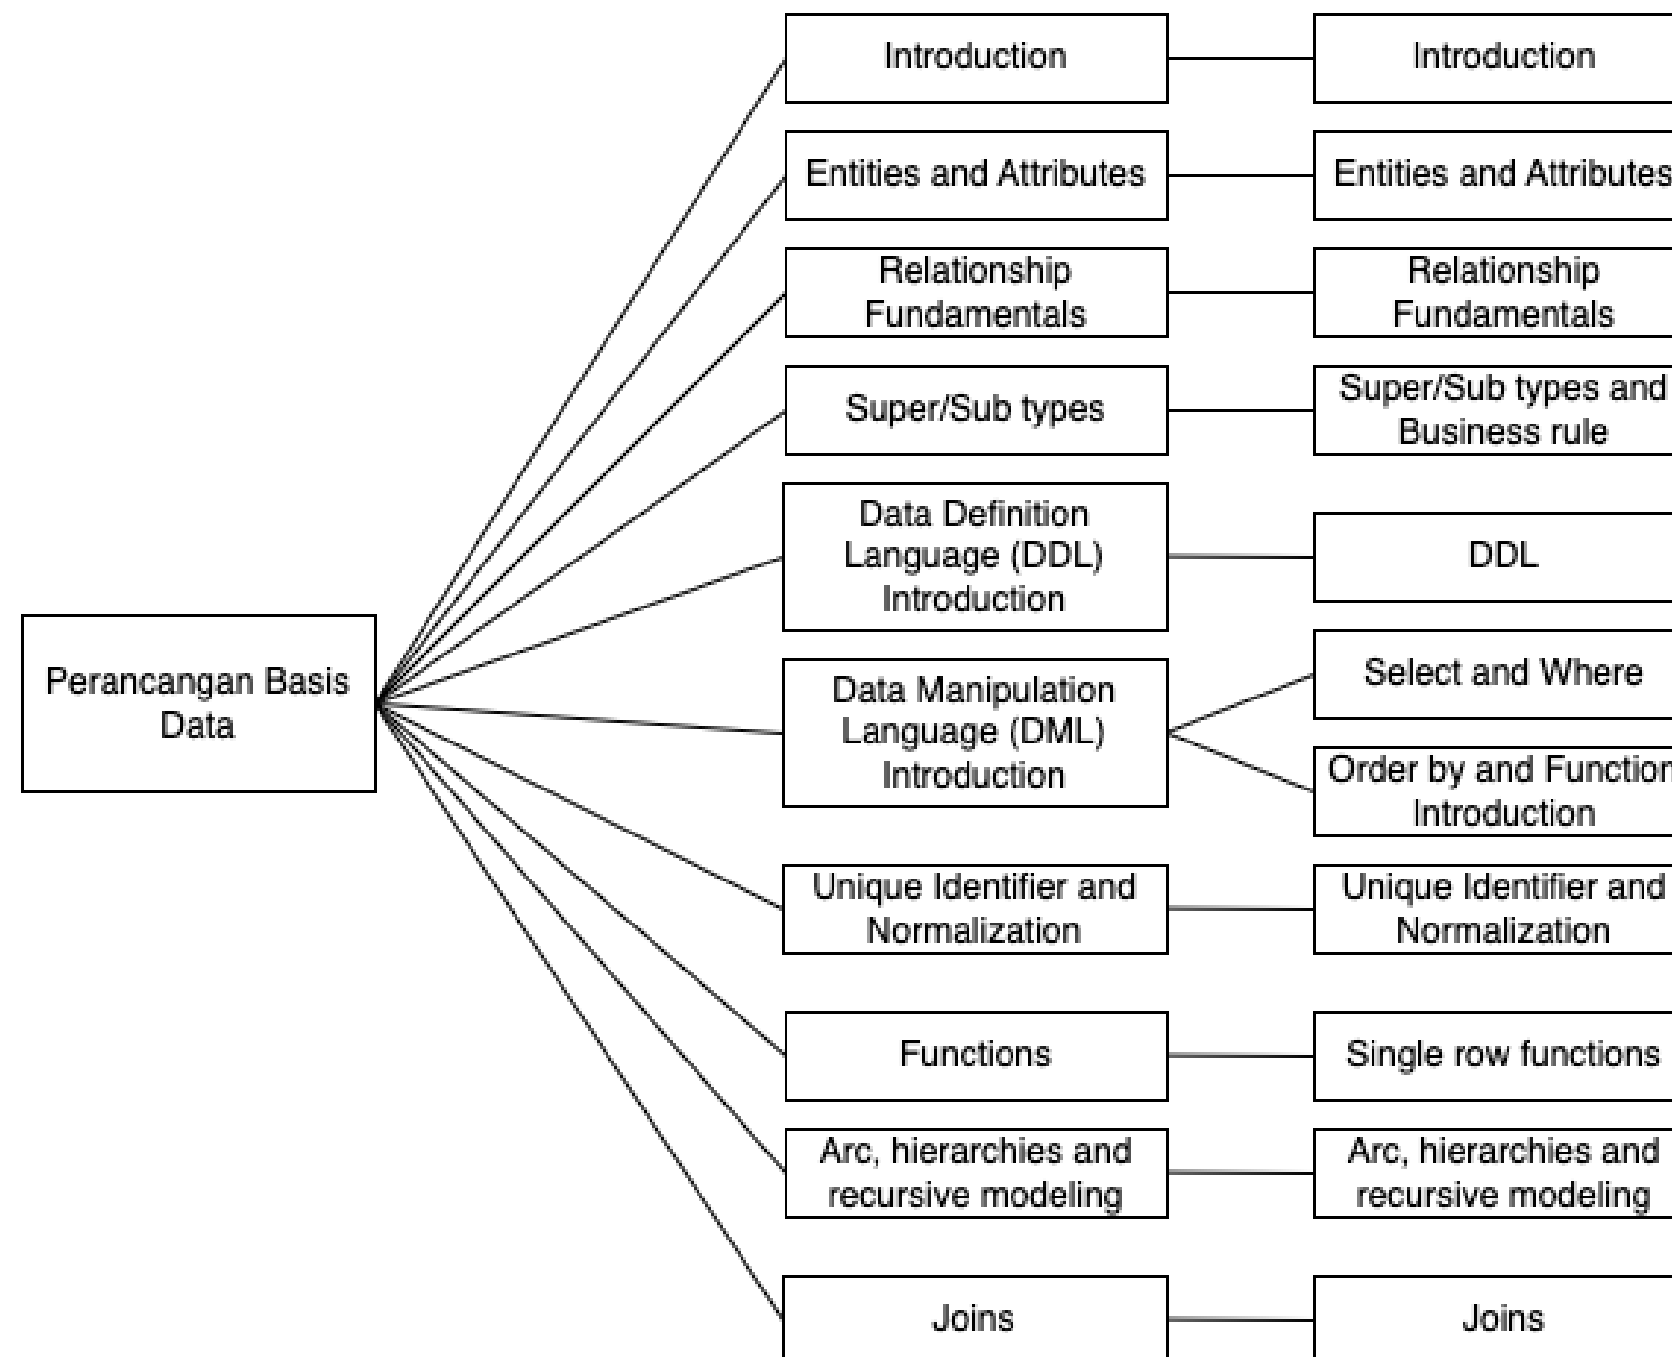 Introduction
Introduction
Entities and Attributes
Entities and Attributes
Relationship
Fundamentals
Relationship
Fundamentals
Super/Sub types
Super/Sub types and
Business rule
Data Definition
Language (DDL)
Introduction
DDL
Perancangan Basis
Data
Data Manipulation
Language (DML)
Introduction
Select and Where
Order by and Function
Introduction
Unique Identifier and
Normalization
Unique Identifier and
Normalization
Functions
Single row functions
Arc, hierarchies and
recursive modeling
Arc, hierarchies and
recursive modeling
Joins
Joins